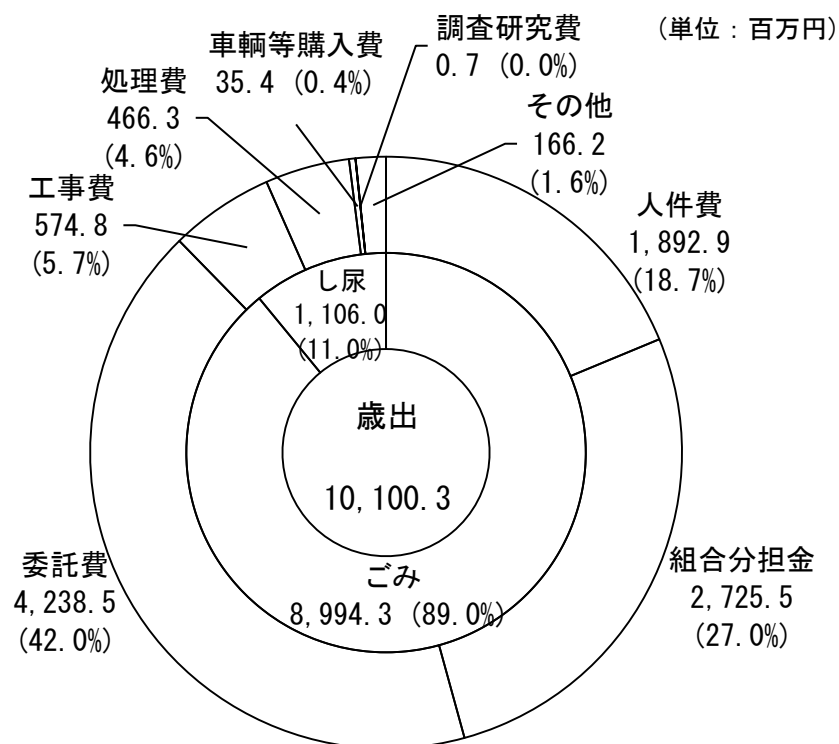 (単位：百万円)
車輌等購入費
35.4 (0.4%)
調査研究費
0.7 (0.0%)
処理費
466.3
(4.6%)
その他
166.2
(1.6%)
工事費
574.8
(5.7%)
人件費
1,892.9
(18.7%)
し尿
1,106.0
(11.0%)
歳出
10,100.3
ごみ
8,994.3 (89.0%)
委託費
4,238.5
(42.0%)
組合分担金
2,725.5
(27.0%)